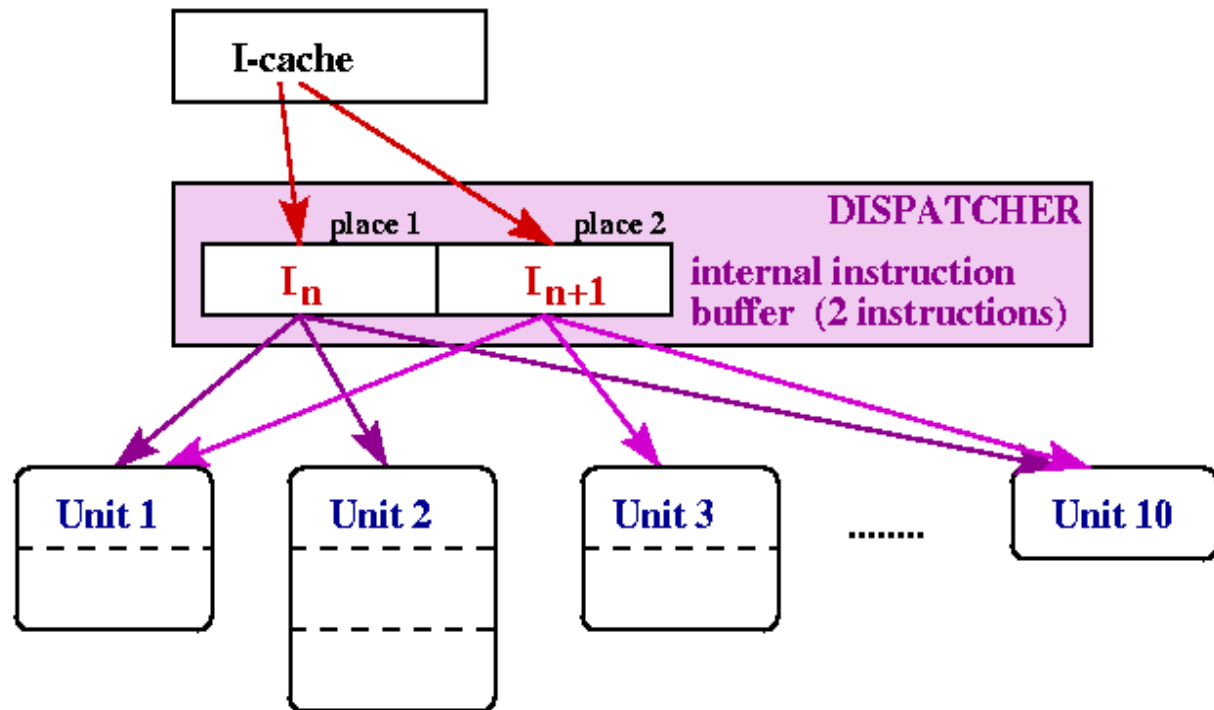 I-cache
DISPATCHER
place 1 place 2
In In+1
internal instruction
buffer (2 instructions)
Unit 1 Unit 2 Unit 3 ........ Unit 10